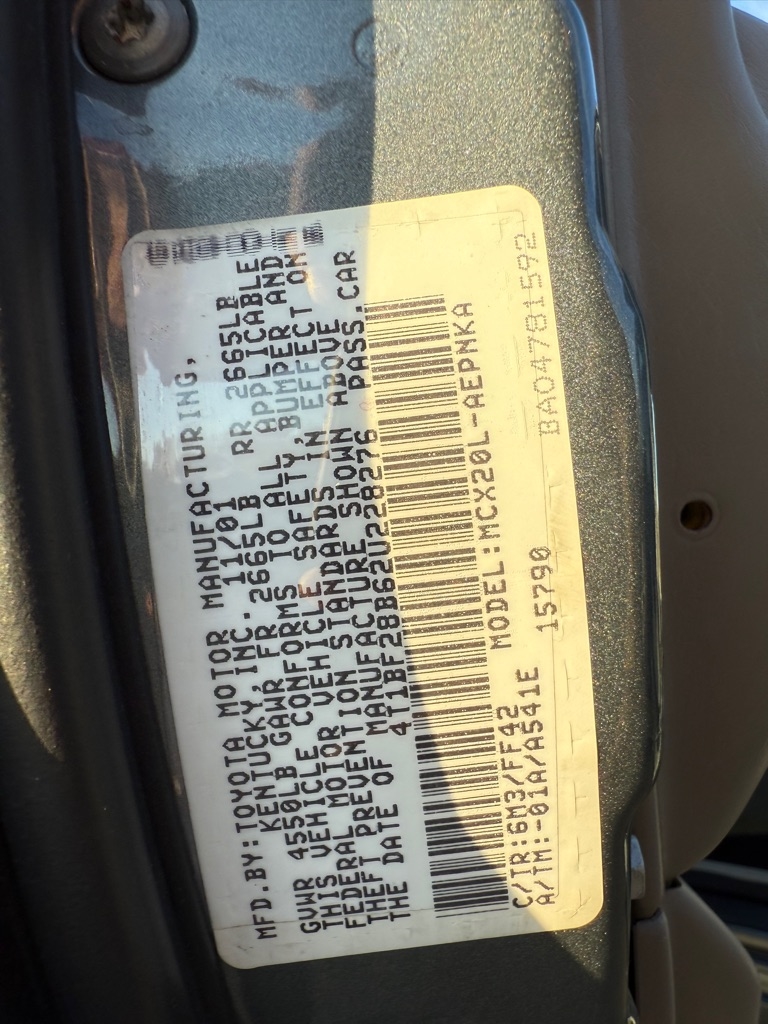 MFD.BY:TOYOTA MOTOR MANUFACTURING,
KENTUCKY, INC. 11/01
GVWR 4550LB GAWR FR 2665LB RR 2665LB
THIS VEHICLE CONFORMS TO ALL APPLICABLE
FEDERAL MOTOR VEHICLE SAFETY, BUMPER AND
THEFT PREVENTION STANDARDS IN EFFECT ON
THE DATE OF MANUFACTURE SHOWN ABOVE.
4T1BF28B62U228276 PASS.CAR
MODEL:MCX20L-AEPNKA
C/TR:6M3/FF42
A/TM:-01A/A541E 15790
BA04781592